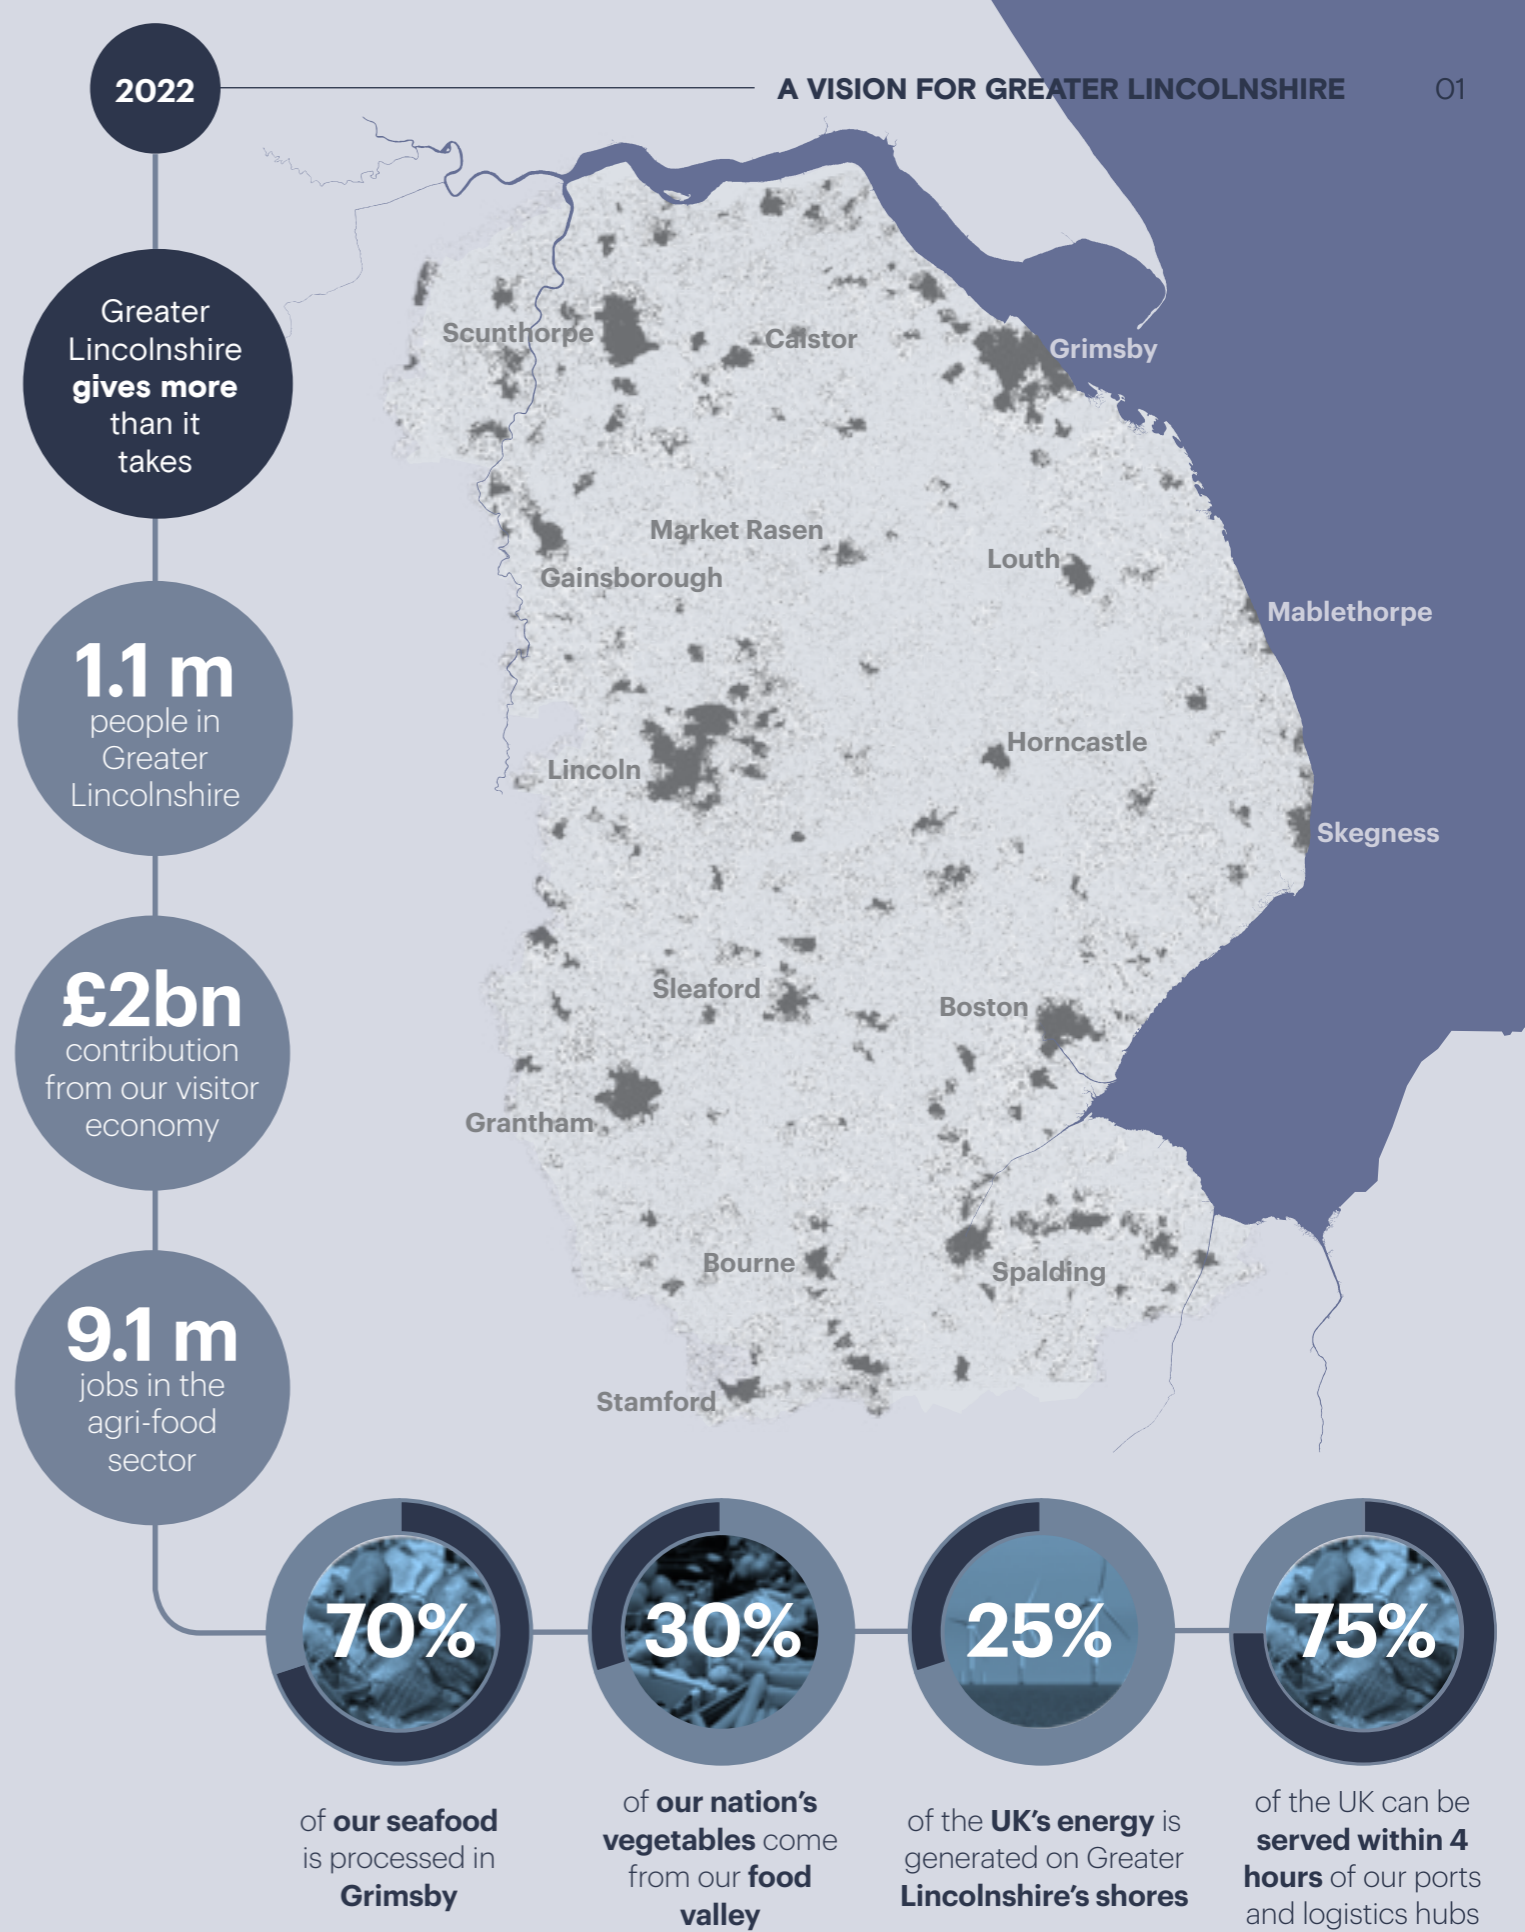 2022
A VISION FOR GREATER LINCOLNSHIRE
01
Greater
Lincolnshire
gives more
than it
takes
1.1 m
people in
Greater
Lincolnshire
£2bn
contribution
from our visitor
economy
9.1 m
jobs in the
agri-food
sector
Scunthorpe
Caistor
Grimsby
Market Rasen
Gainsborough
Louth
Mablethorpe
Horncastle
Lincoln
Skegness
Sleaford
Boston
Grantham
Bourne
Spalding
Stamford
70%
of our seafood
is processed in
Grimsby
30%
of our nation's
vegetables come
from our food
valley
25%
of the UK's energy is
generated on Greater
Lincolnshire's shores
75%
of the UK can be
served within 4
hours of our ports
and logistics hubs